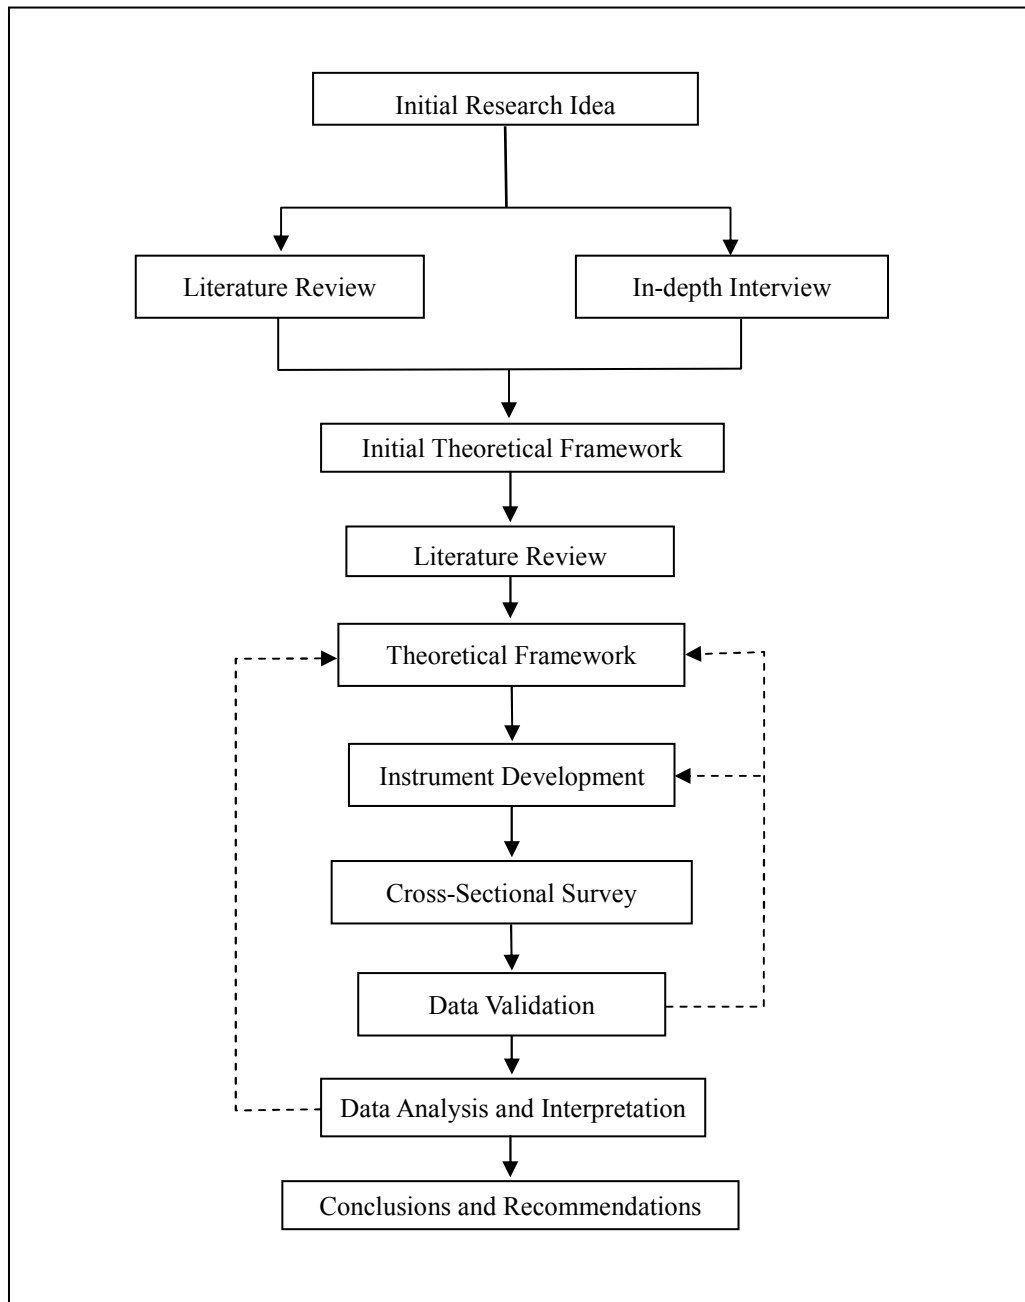 Initial Research Idea
Literature Review
In-depth Interview
Initial Theoretical Framework
Literature Review
Theoretical Framework
Instrument Development
Cross-Sectional Survey
Data Validation
Data Analysis and Interpretation
Conclusions and Recommendations